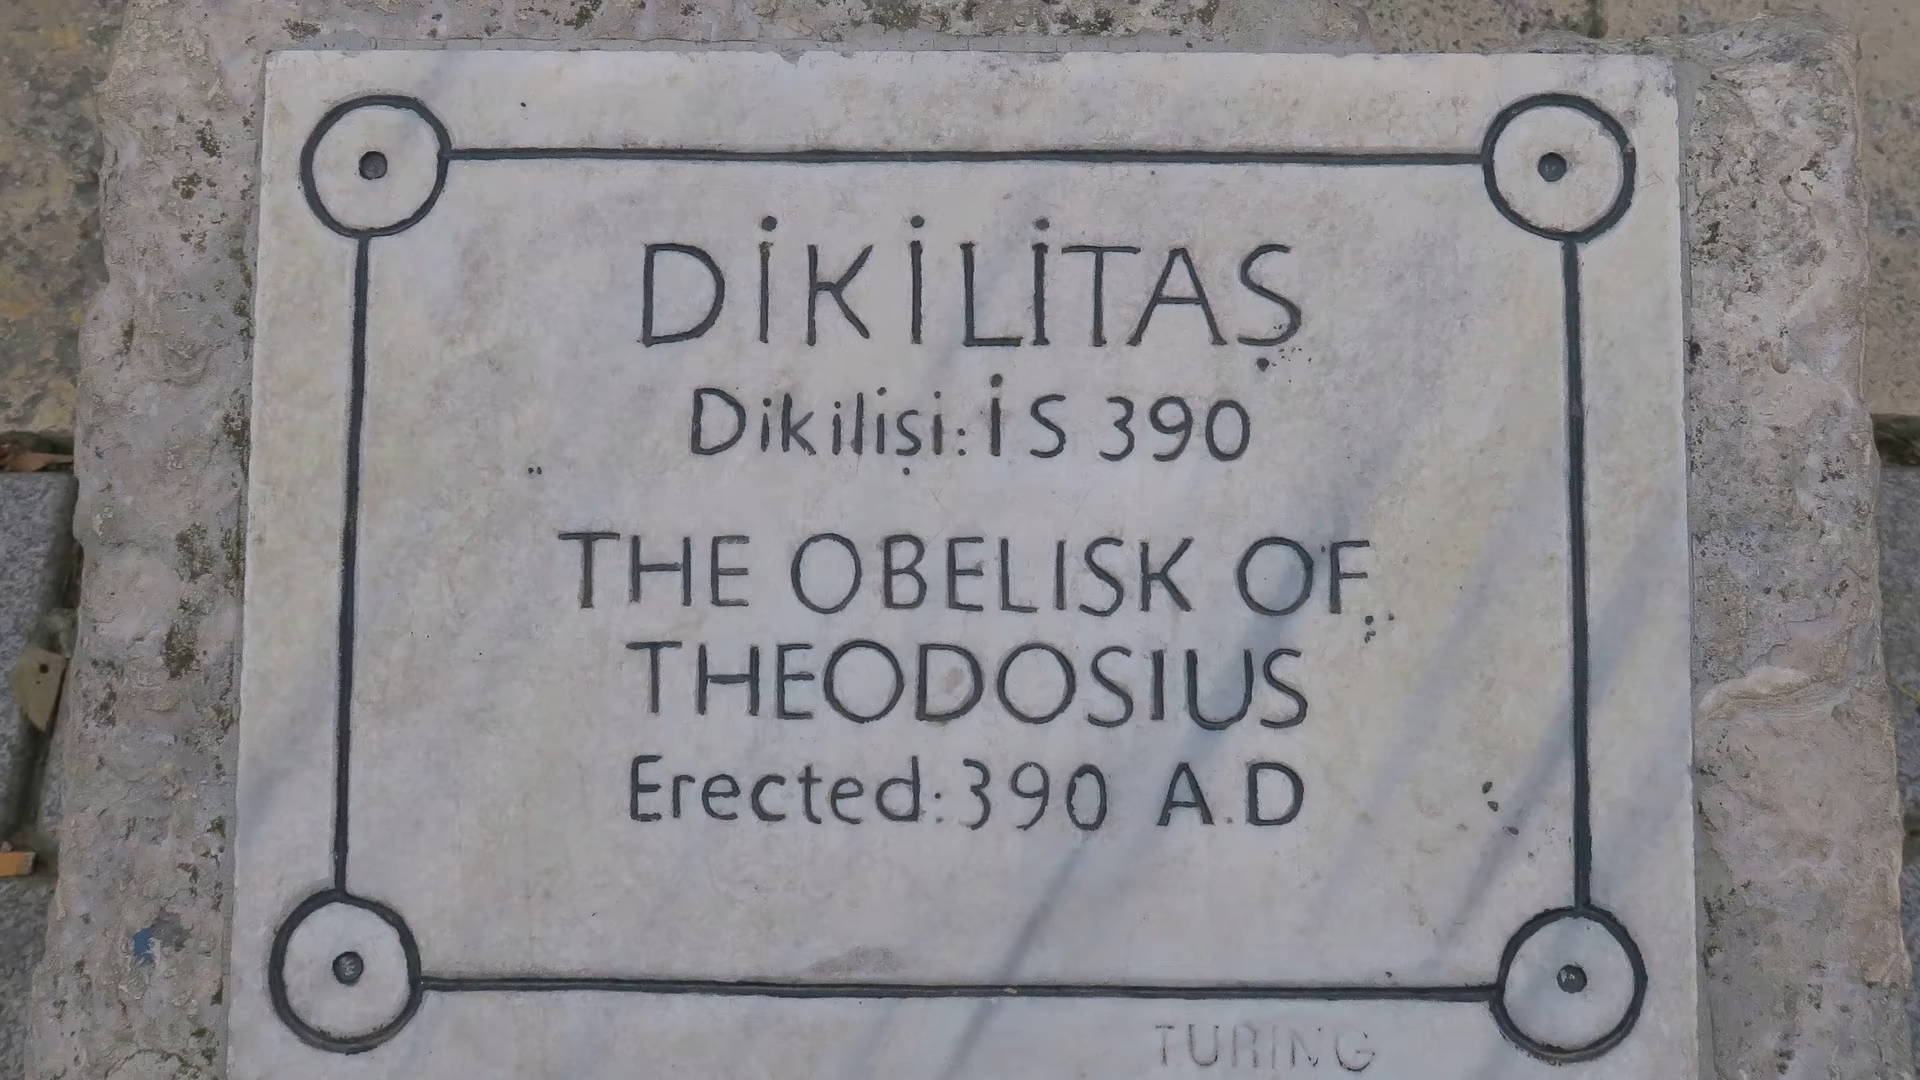 DİKİLİTAŞ
Dikilişi: İS 390
THE OBELISK OF
THEODOSIUS
Erected: 390 A.D
TURING